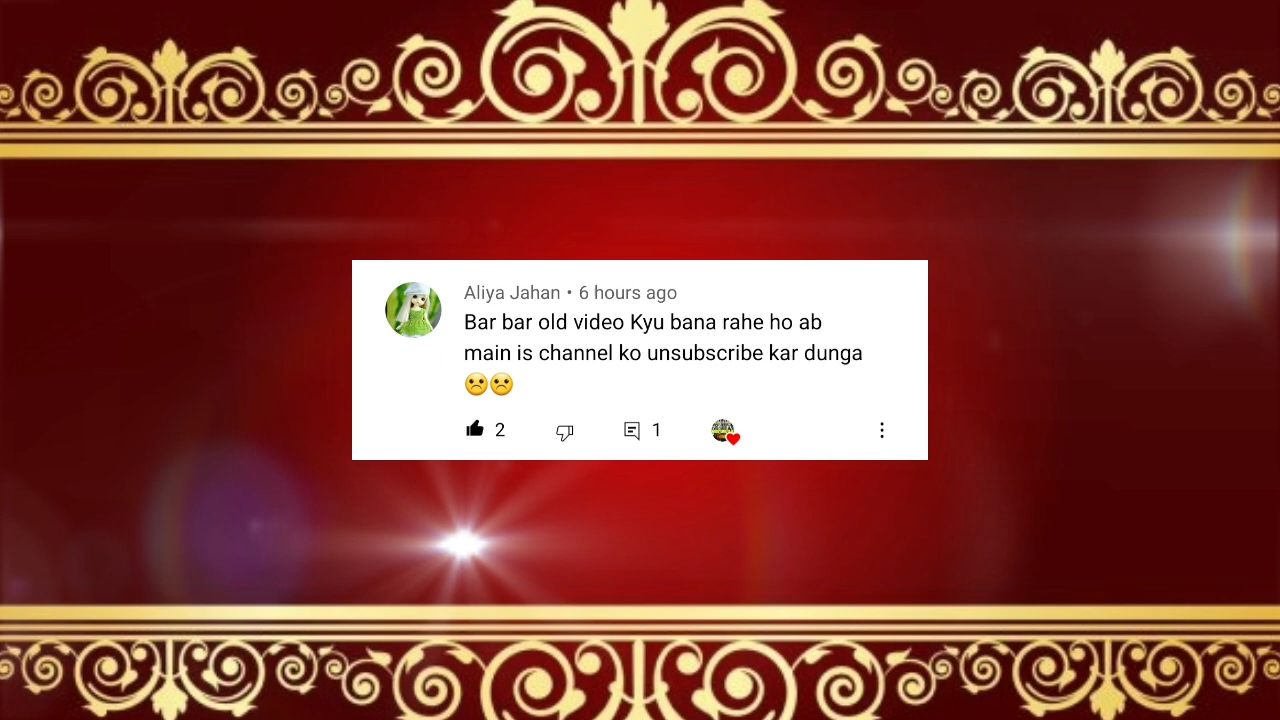 Aliya Jahan • 6 hours ago
Bar bar old video Kyu bana rahe ho ab
main is channel ko unsubscribe kar dunga
☹️☹️
2 1